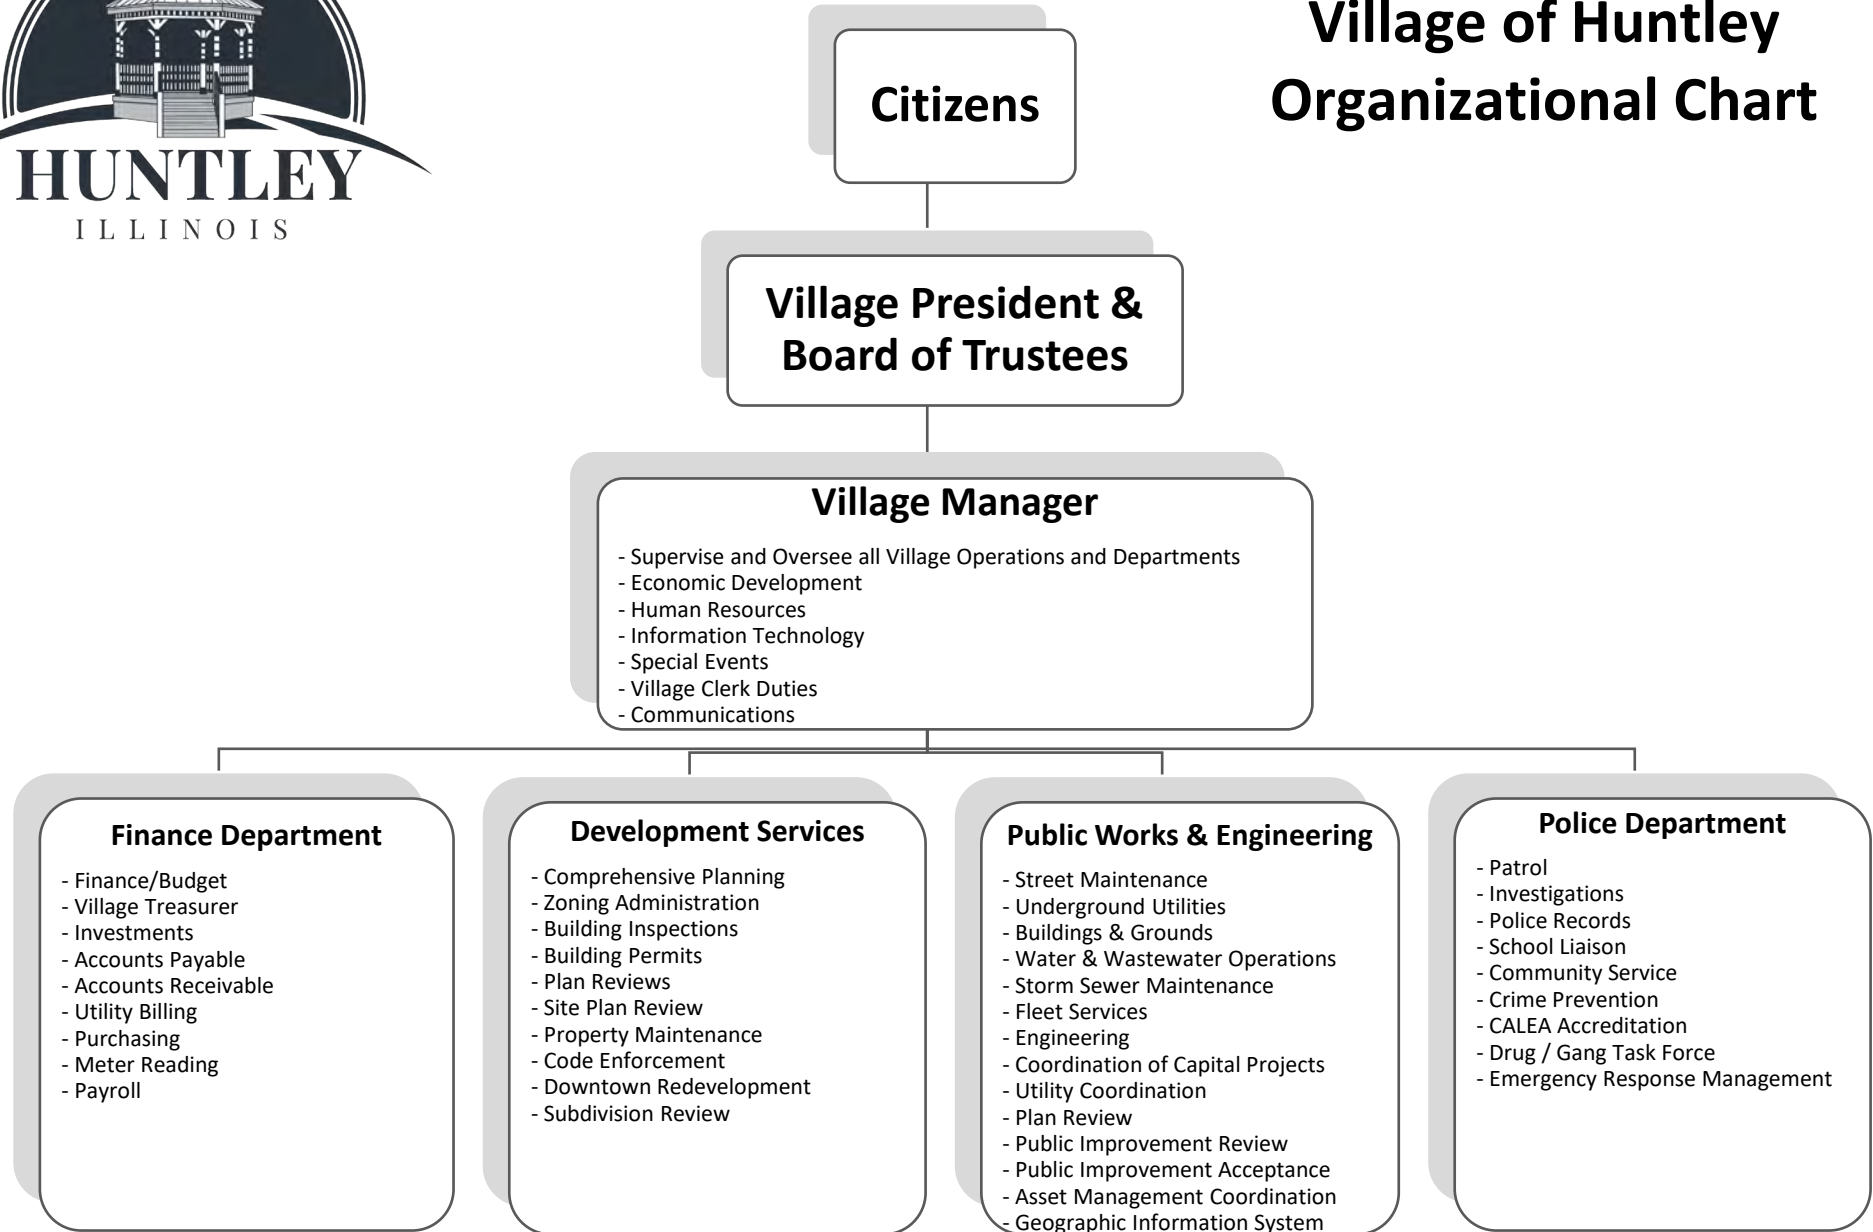 HUNTLEY
ILLINOIS
Village of Huntley
Organizational Chart
Citizens
Village President &
Board of Trustees
Village Manager
- Supervise and Oversee all Village Operations and Departments
- Economic Development
- Human Resources
- Information Technology
- Special Events
- Village Clerk Duties
- Communications
Finance Department
- Finance/Budget
- Village Treasurer
- Investments
- Accounts Payable
- Accounts Receivable
- Utility Billing
- Purchasing
- Meter Reading
- Payroll
Development Services
- Comprehensive Planning
- Zoning Administration
- Building Inspections
- Building Permits
- Plan Reviews
- Site Plan Review
- Property Maintenance
- Code Enforcement
- Downtown Redevelopment
- Subdivision Review
Public Works & Engineering
- Street Maintenance
- Underground Utilities
- Buildings & Grounds
- Water & Wastewater Operations
- Storm Sewer Maintenance
- Fleet Services
- Engineering
- Coordination of Capital Projects
- Utility Coordination
- Plan Review
- Public Improvement Review
- Public Improvement Acceptance
- Asset Management Coordination
- Geographic Information System
Police Department
- Patrol
- Investigations
- Police Records
- School Liaison
- Community Service
- Crime Prevention
- CALEA Accreditation
- Drug / Gang Task Force
- Emergency Response Management